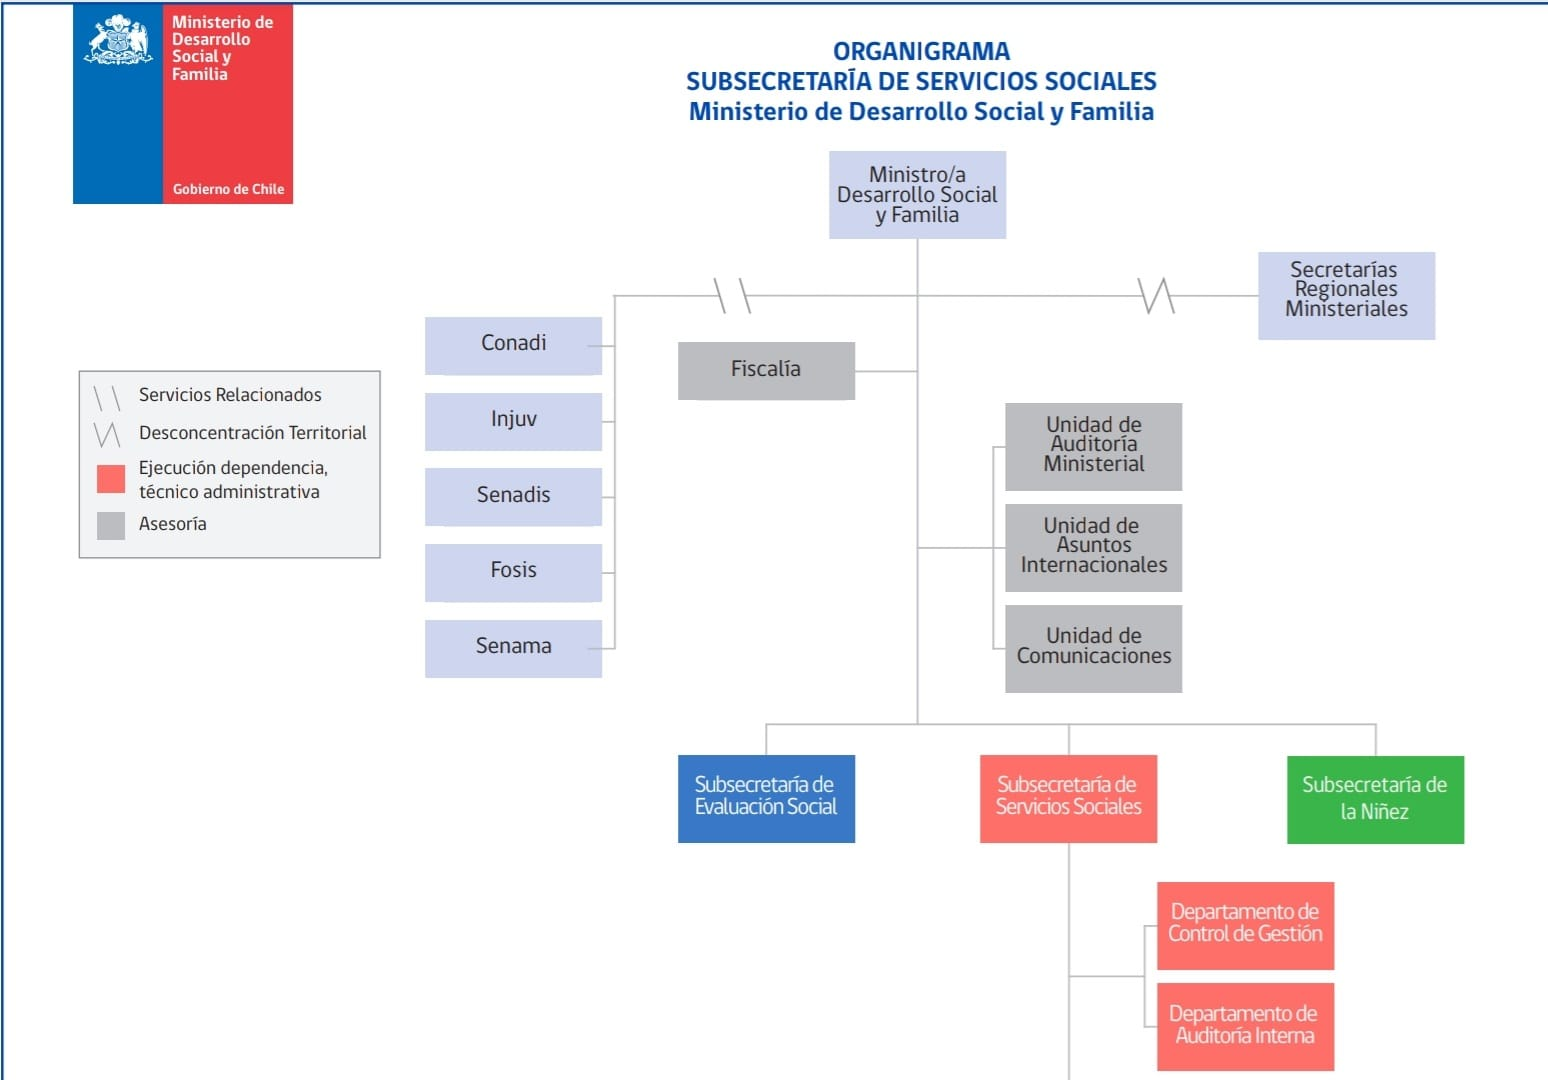 Ministerio de
Desarrollo
Social y
Familia
Gobierno de Chile
ORGANIGRAMA
SUBSECRETARÍA DE SERVICIOS SOCIALES
Ministerio de Desarrollo Social y Familia
Ministro/a
Desarrollo Social
y Familia
Secretarías
Regionales
Ministeriales
Conadi
Injuv
Senadis
Fosis
Senama
Fiscalía
Servicios Relacionados
Desconcentración Territorial
Ejecución dependencia,
técnico administrativa
Asesoría
Unidad de
Auditoría
Ministerial
Unidad de
Asuntos
Internacionales
Unidad de
Comunicaciones
Subsecretaría de
Evaluación Social
Subsecretaría de
Servicios Sociales
Subsecretaría de
la Niñez
Departamento de
Control de Gestión
Departamento de
Auditoría Interna